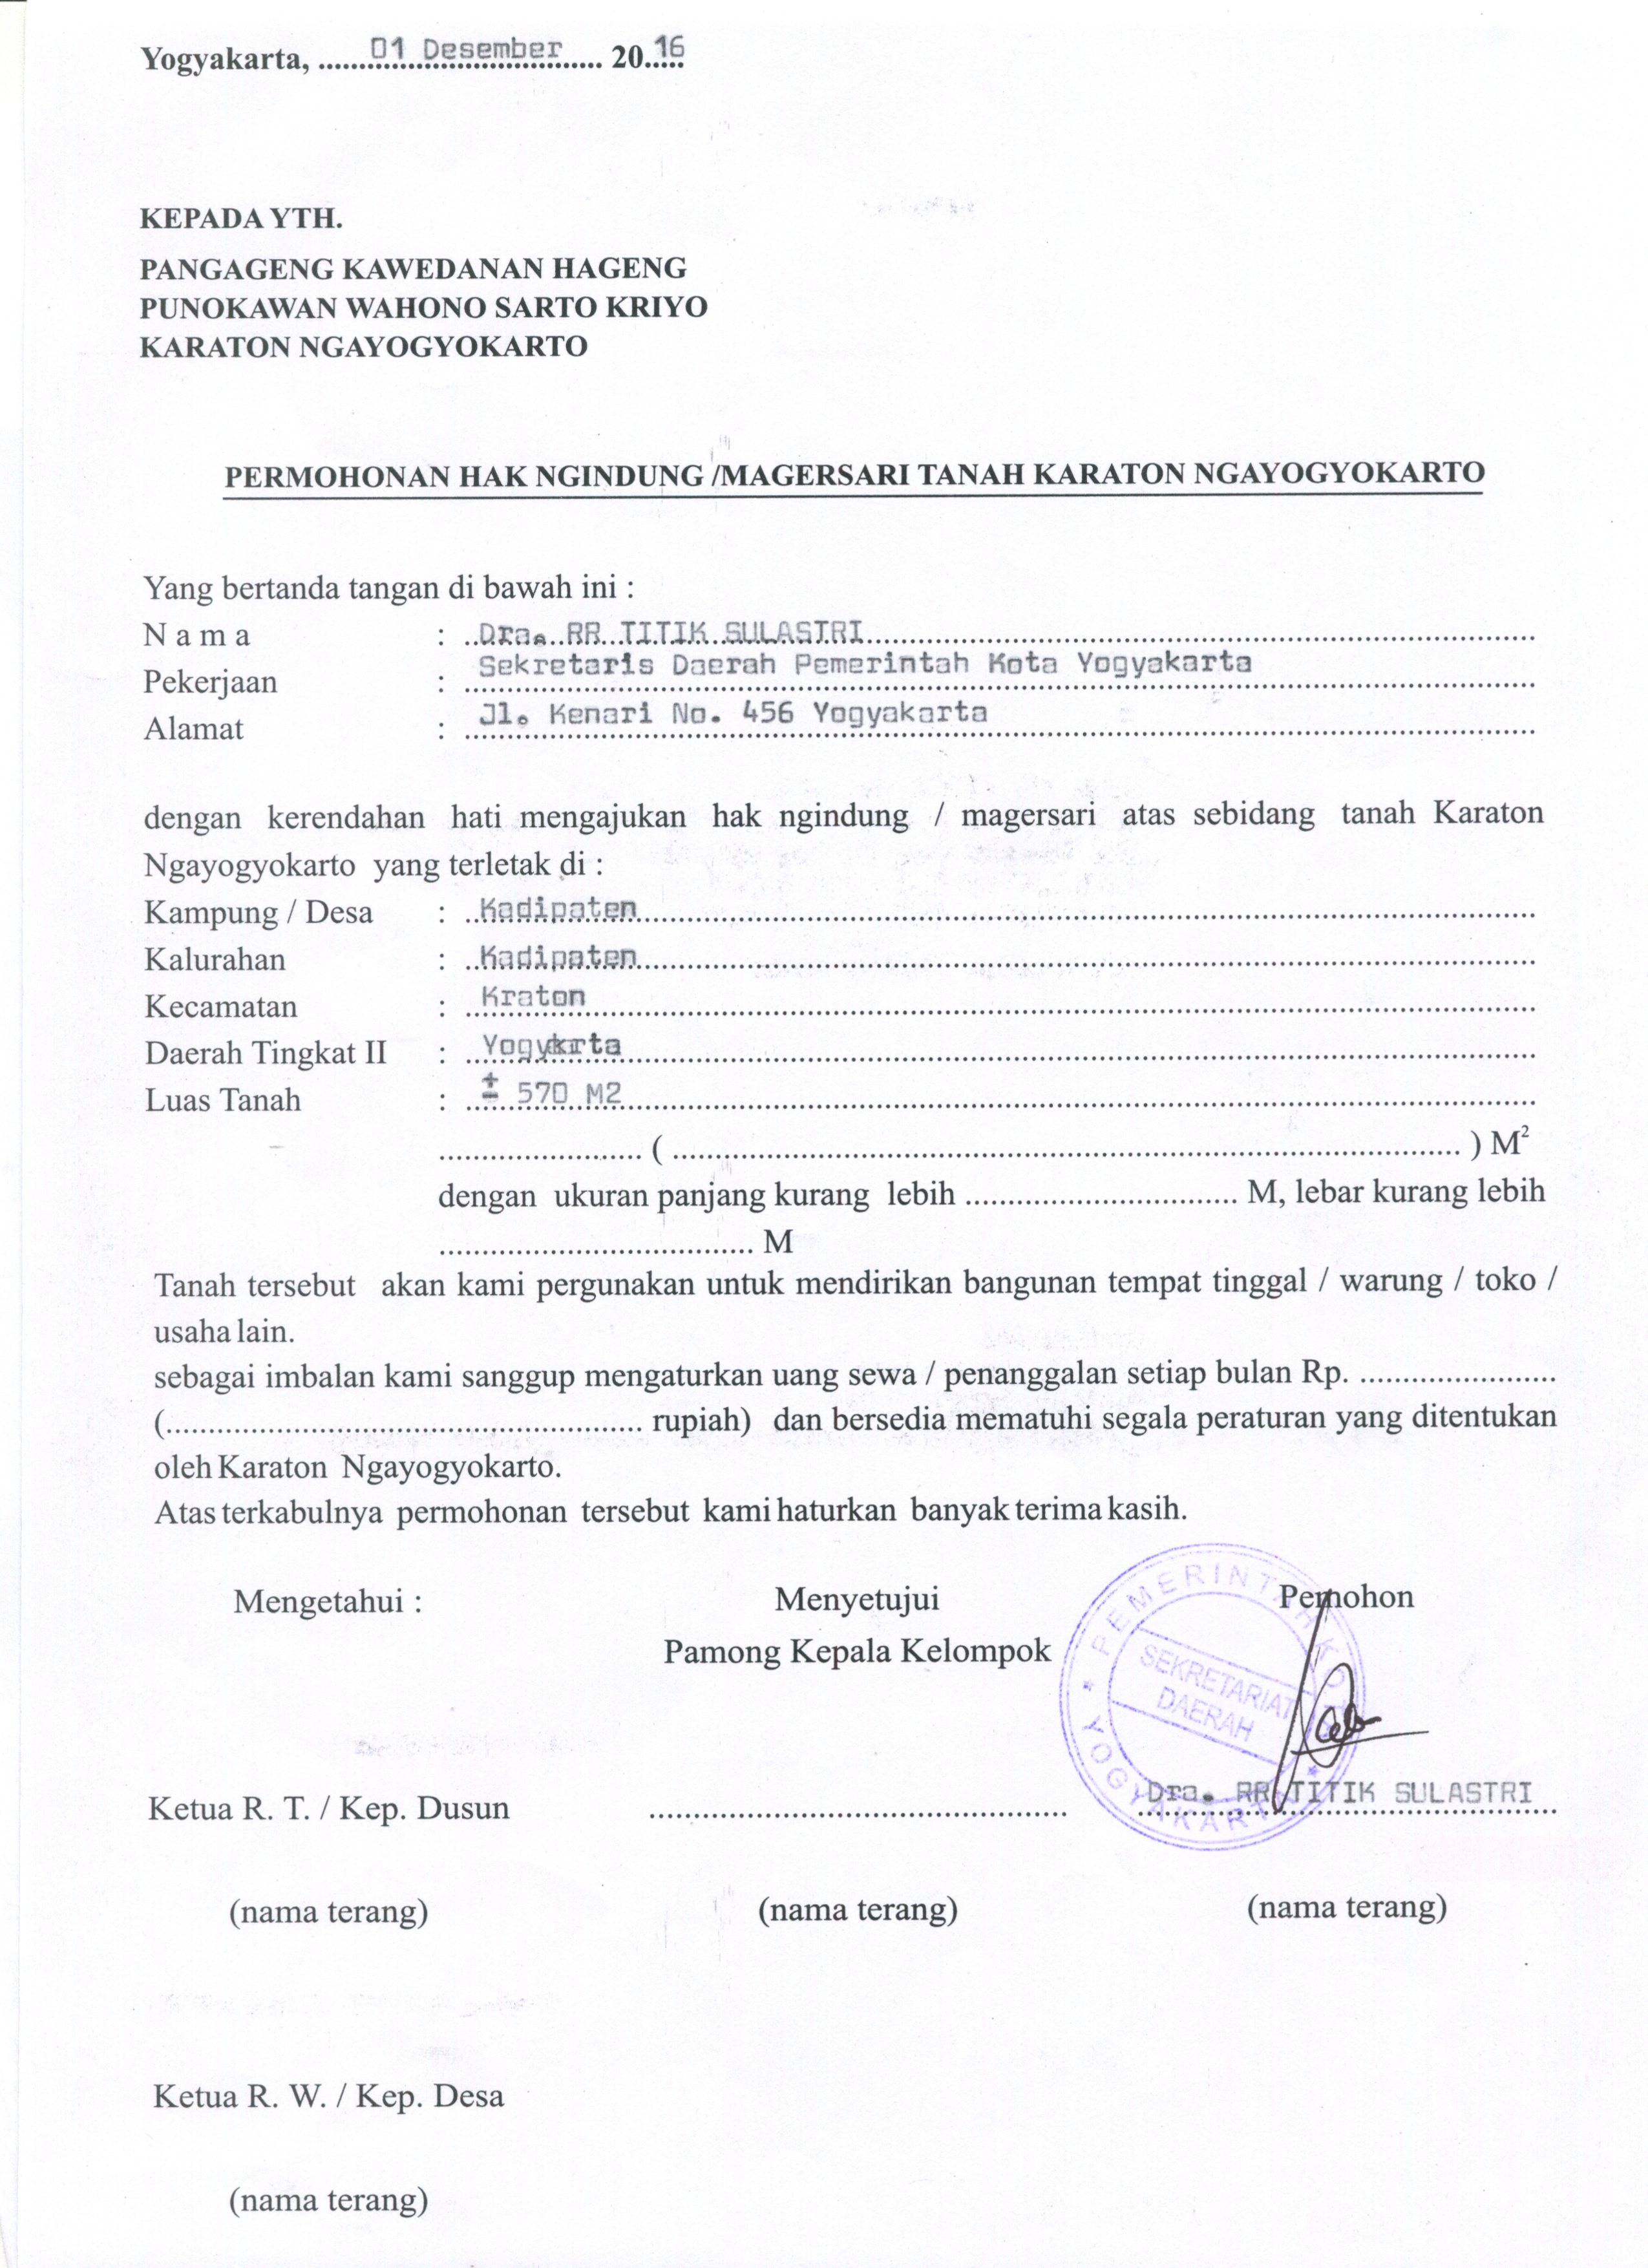 Yogyakarta, ......01 Desember...... 20.16
KEPADA YTH.
PANGAGENG KAWEDANAN HAGENG
PUNOKAWAN WAHONO SARTO KRIYO
KARATON NGAYOGYOKARTO
PERMOHONAN HAK NGINDUNG /MAGERSARI TANAH KARATON NGAYOGYOKARTO
Yang bertanda tangan di bawah ini :
N a m a : Dra. RR TITIK SULASTRI
Pekerjaan : Sekretaris Daerah Pemerintah Kota Yogyakarta
Alamat : Jl. Kenari No. 456 Yogyakarta
dengan kerendahan hati mengajukan hak ngindung / magersari atas sebidang tanah Karaton
Ngayogyokarto yang terletak di :
Kampung / Desa : Kadipaten
Kalurahan : Kadipaten
Kecamatan : Kraton
Daerah Tingkat II :
Luas Tanah : ± 570 M2
........................ ( ........................ ) M²
dengan ukuran panjang kurang lebih ........................ M, lebar kurang lebih
........................ M
Tanah tersebut akan kami pergunakan untuk mendirikan bangunan tempat tinggal / warung / toko /
usaha lain.
sebagai imbalan kami sanggup mengaturkan uang sewa / penanggalan setiap bulan Rp. ........................
(........................ rupiah) dan bersedia mematuhi segala peraturan yang ditentukan
oleh Karaton Ngayogyokarto.
Atas terkabulnya permohonan tersebut kami haturkan banyak terima kasih.
Mengetahui : Menyetujui Pemohon
Pamong Kepala Kelompok
PEMERINTAH KOTA
SEKRETARIAT
DAERAH
YOGYAKARTA
Ketua R. T. / Kep. Dusun ........................ Dra. RR TITIK SULASTRI
(nama terang) (nama terang) (nama terang)
Ketua R. W. / Kep. Desa
(nama terang)